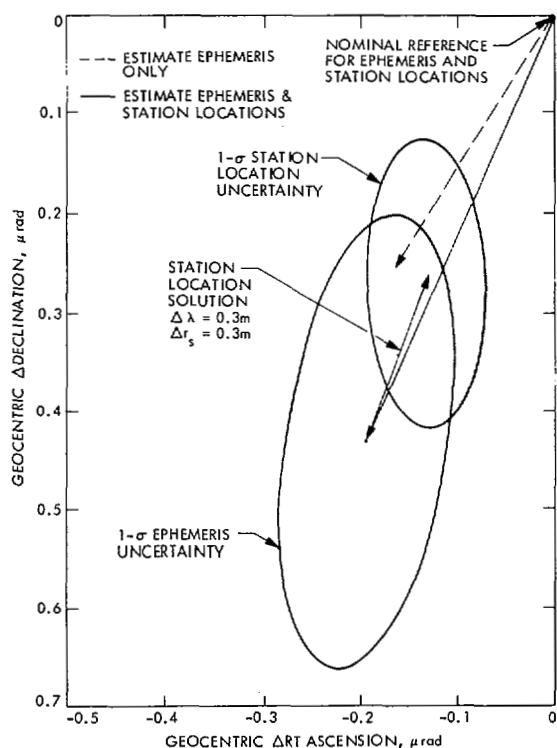 0
0.1
0.2
0.3
0.4
0.5
0.6
0.7
GEOCENTRIC ΔDECLINATION, μrad
ESTIMATE EPHEMERIS
ONLY
ESTIMATE EPHEMERIS &
STATION LOCATIONS
NOMINAL REFERENCE
FOR EPHEMERIS AND
STATION LOCATIONS
1-σ STATION
LOCATION
UNCERTAINTY
STATION
LOCATION
SOLUTION
Δλ = 0.3m
Δr_s = 0.3m
1-σ EPHEMERIS
UNCERTAINTY
-0.5
-0.3
-0.2
-0.1
0
GEOCENTRIC ΔRT ASCENSION, μrad